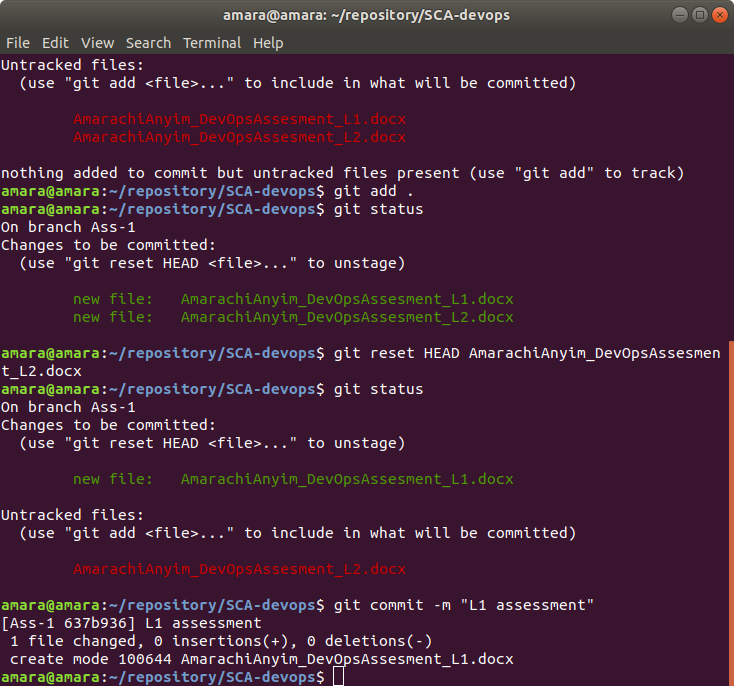 amara@amara: ~/repository/SCA-devops
File Edit View Search Terminal Help
Untracked files:
  (use "git add <file>..." to include in what will be committed)
        AmarachiAnyim_DevOpsAssesment_L1.docx
        AmarachiAnyim_DevOpsAssesment_L2.docx
nothing added to commit but untracked files present (use "git add" to track)
amara@amara:~/repository/SCA-devops$ git add .
amara@amara:~/repository/SCA-devops$ git status
On branch Ass-1
Changes to be committed:
  (use "git reset HEAD <file>..." to unstage)
        new file:   AmarachiAnyim_DevOpsAssesment_L1.docx
        new file:   AmarachiAnyim_DevOpsAssesment_L2.docx
amara@amara:~/repository/SCA-devops$ git reset HEAD AmarachiAnyim_DevOpsAssesmen
t_L2.docx
amara@amara:~/repository/SCA-devops$ git status
On branch Ass-1
Changes to be committed:
  (use "git reset HEAD <file>..." to unstage)
        new file:   AmarachiAnyim_DevOpsAssesment_L1.docx
Untracked files:
  (use "git add <file>..." to include in what will be committed)
        AmarachiAnyim_DevOpsAssesment_L2.docx
amara@amara:~/repository/SCA-devops$ git commit -m "L1 assessment"
[Ass-1 637b936] L1 assessment
 1 file changed, 0 insertions(+), 0 deletions(-)
 create mode 100644 AmarachiAnyim_DevOpsAssesment_L1.docx
amara@amara:~/repository/SCA-devops$